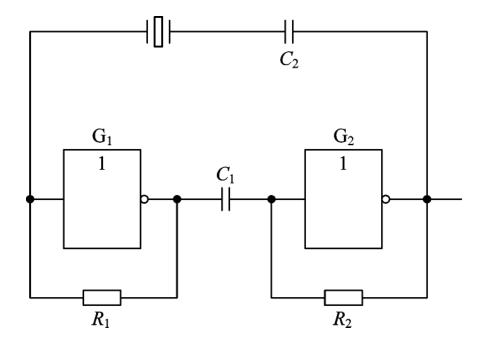 C₂
G₁
G₂
1
C₁
1
R₁
R₂